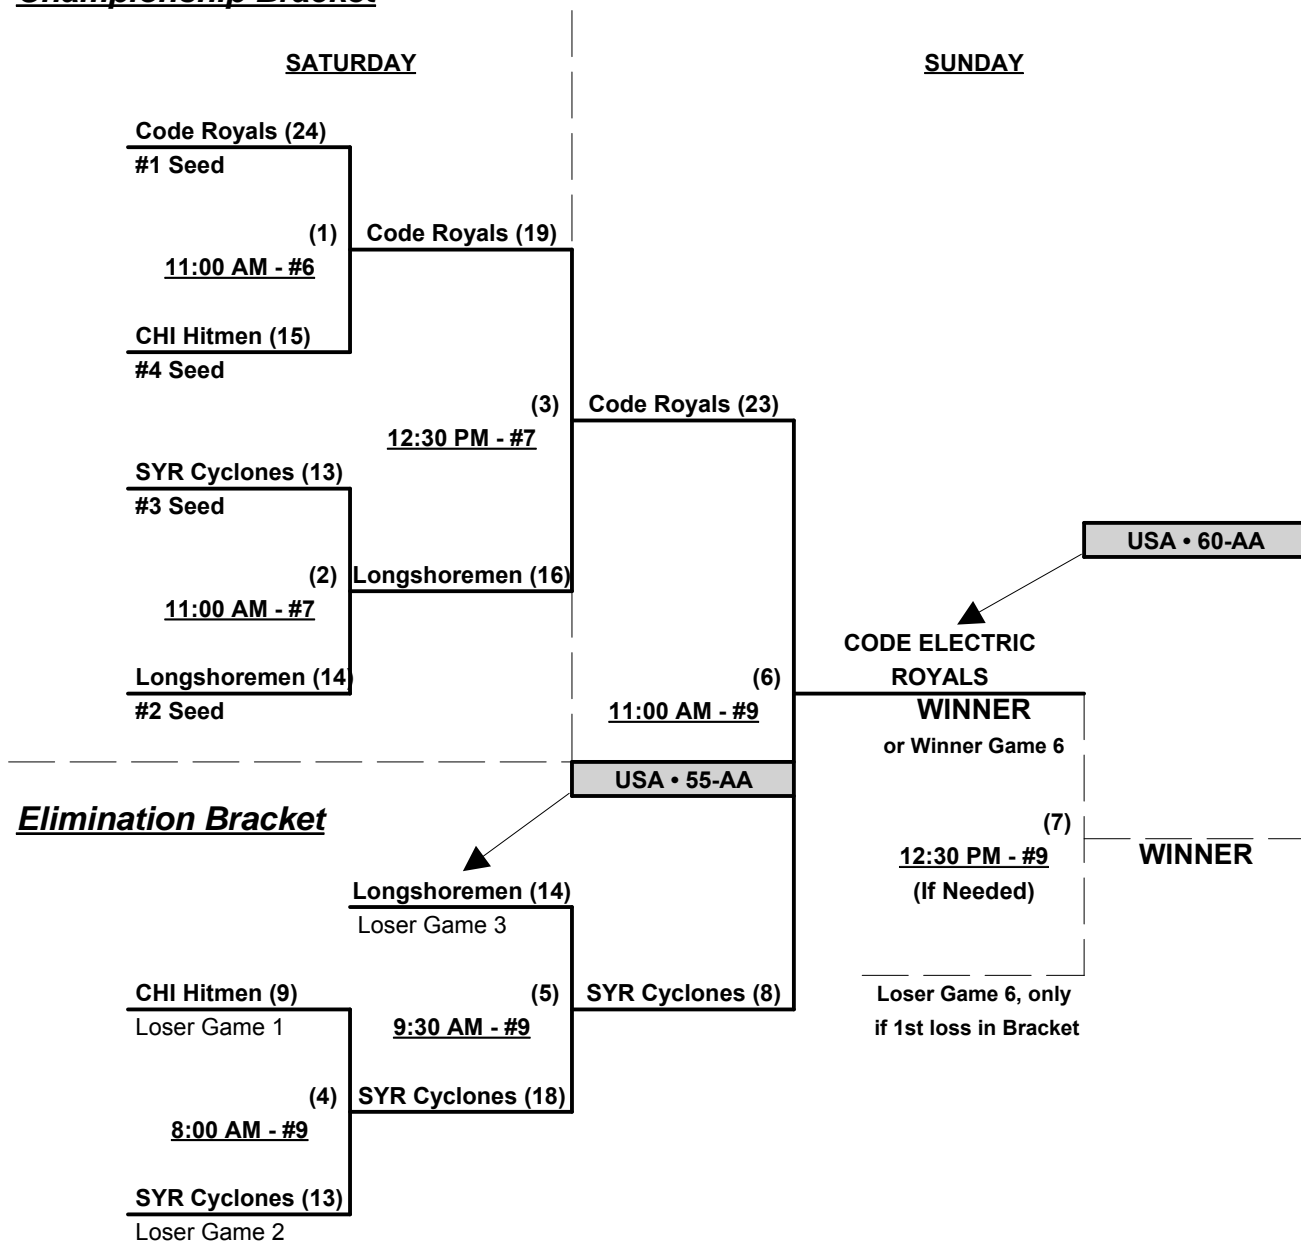 Championship Bracket
SATURDAY
SUNDAY
Code Royals (24)
#1 Seed
(1)
Code Royals (19)
11:00 AM - #6
CHI Hitmen (15)
#4 Seed
(3)
Code Royals (23)
12:30 PM - #7
SYR Cyclones (13)
#3 Seed
USA • 60-AA
(2)
Longshoremen (16)
11:00 AM - #7
CODE ELECTRIC
ROYALS
Longshoremen (14)
#2 Seed
(6)
11:00 AM - #9
WINNER
or Winner Game 6
USA • 55-AA
Elimination Bracket
(7)
12:30 PM - #9
(If Needed)
WINNER
Longshoremen (14)
Loser Game 3
CHI Hitmen (9)
Loser Game 1
(5)
SYR Cyclones (8)
9:30 AM - #9
Loser Game 6, only
if 1st loss in Bracket
(4)
SYR Cyclones (18)
8:00 AM - #9
SYR Cyclones (13)
Loser Game 2